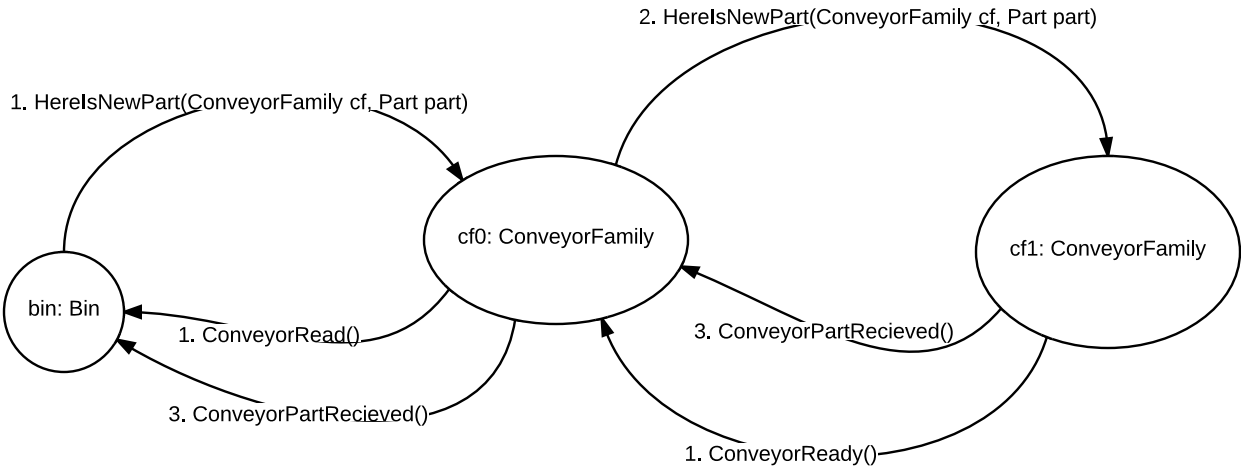 2. HereIsNewPart(ConveyorFamily cf, Part part)
1. HereIsNewPart(ConveyorFamily cf, Part part)
cf0: ConveyorFamily
cf1: ConveyorFamily
bin: Bin
1. ConveyorRead()
3. ConveyorPartRecieved()
3. ConveyorPartRecieved()
1. ConveyorReady()